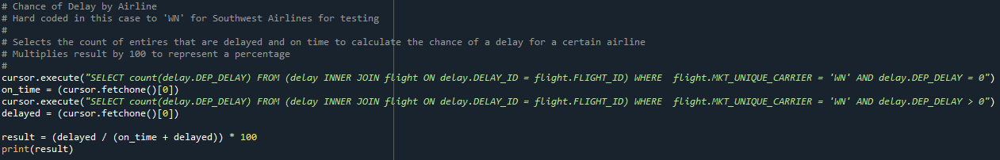 # Chance of Delay by Airline
# Hard coded in this case to 'WN' for Southwest Airlines for testing
#
# Selects the count of entires that are delayed and on time to calculate the chance of a delay for a certain airline
# Multiplies result by 100 to represent a percentage
#
cursor.execute("SELECT count(delay.DEP_DELAY) FROM (delay INNER JOIN flight ON delay.DELAY_ID = flight.FLIGHT_ID) WHERE  flight.MKT_UNIQUE_CARRIER = 'WN' AND delay.DEP_DELAY = 0")
on_time = (cursor.fetchone()[0])
cursor.execute("SELECT count(delay.DEP_DELAY) FROM (delay INNER JOIN flight ON delay.DELAY_ID = flight.FLIGHT_ID) WHERE  flight.MKT_UNIQUE_CARRIER = 'WN' AND delay.DEP_DELAY > 0")
delayed = (cursor.fetchone()[0])
result = (delayed / (on_time + delayed)) * 100
print(result)